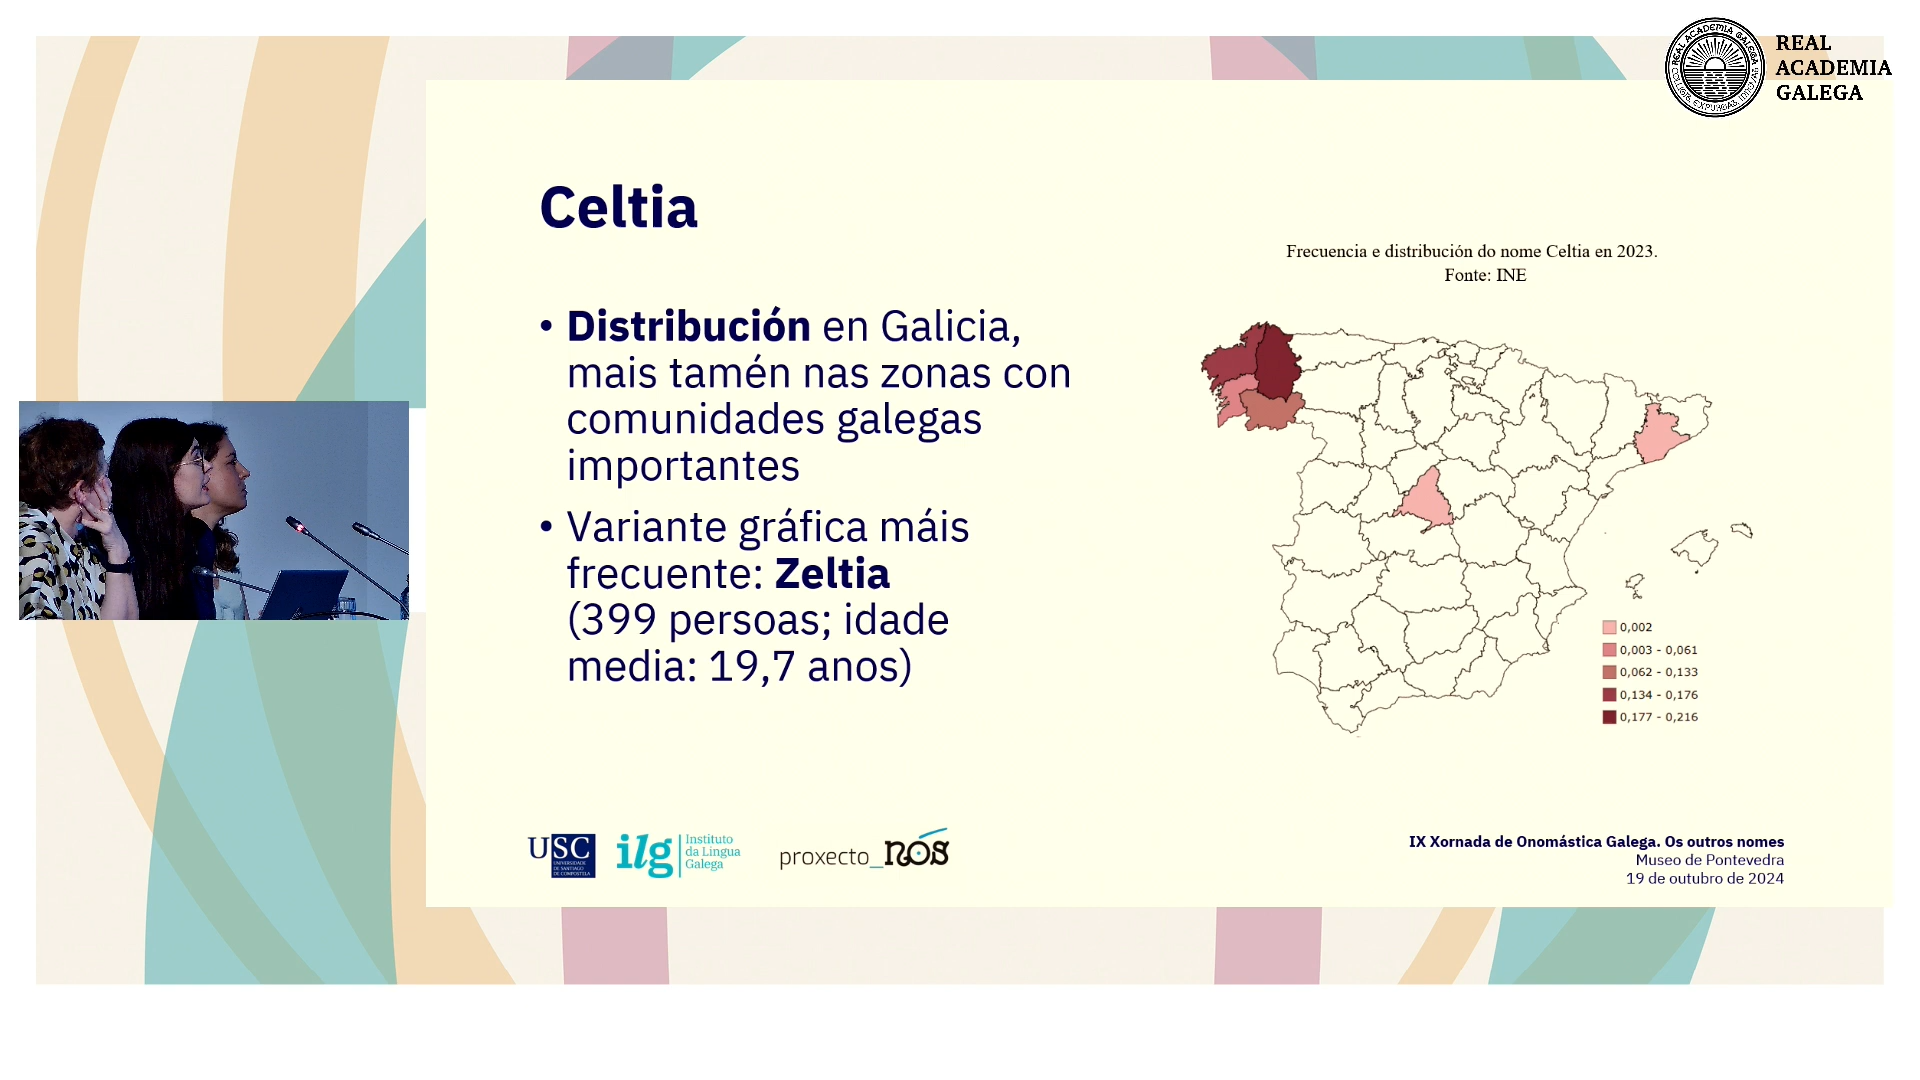 REAL
ACADEMIA
GALEGA
Celtia
• Distribución en Galicia,
mais tamén nas zonas con
comunidades galegas
importantes
• Variante gráfica máis
frecuente: Zeltia
(399 persoas; idade
media: 19,7 anos)
Frecuencia e distribución do nome Celtia en 2023.
Fonte: INE
0,002
0,003 - 0,061
0,062 - 0,133
0,134 - 0,176
0,177 - 0,216
USC
UNIVERSIDADE
DE SANTIAGO
DE COMPOSTELA
ilg
Instituto
da Lingua
Galega
proxecto_nós
IX Xornada de Onomástica Galega. Os outros nomes
Museo de Pontevedra
19 de outubro de 2024